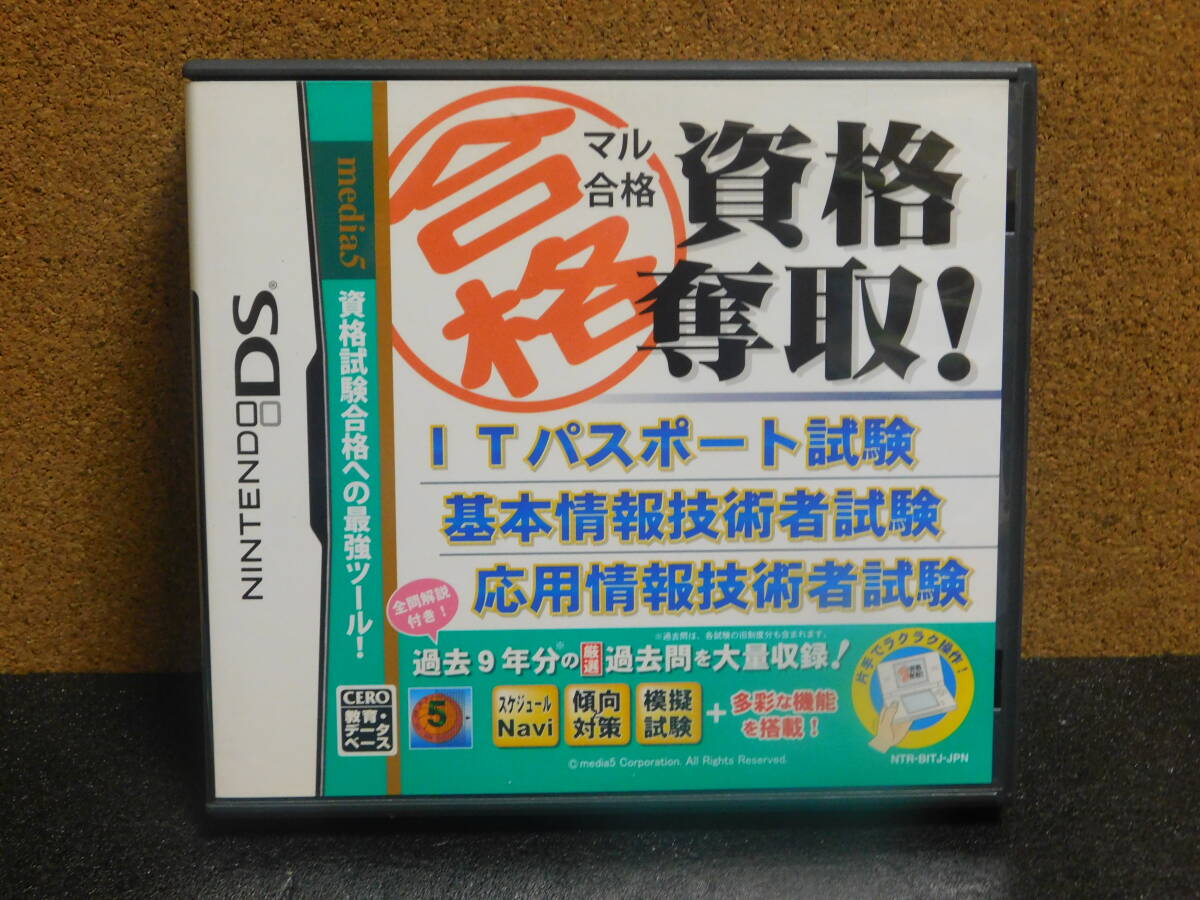 NINTENDO DS®
media5
資格試験合格への最強ツール！
合格
マル
合格
資格
奪取！
ITパスポート試験
基本情報技術者試験
応用情報技術者試験
全問解説
付き！
※過去問は、各試験の旧制度分も含まれます。
過去9年分※の厳選過去問を大量収録！
片手でラクラク操作！
CERO
教育・
データ
ベース
5
スケジュール
Navi
傾向
と
対策
模擬
試験
+
多彩な機能
を搭載！
NTR-BITJ-JPN
©media5 Corporation. All Rights Reserved.